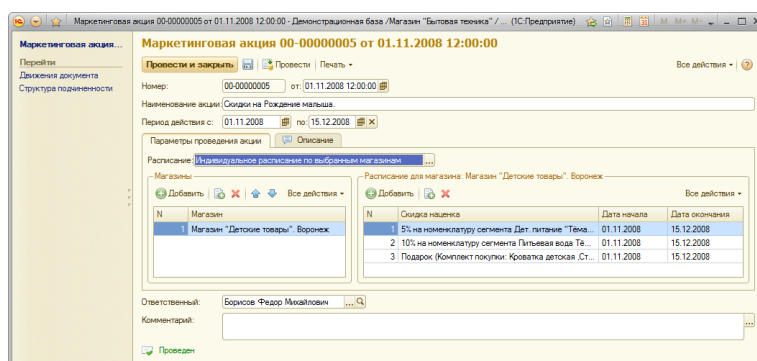 Маркетинговая акция 00-00000005 от 01.11.2008 12:00:00 - Демонстрационная база /Магазин "Бытовая техника" / ... (1С:Предприятие) M M+ M-
Маркетинговая акция...
Перейти
Движения документа
Структура подчиненности
Маркетинговая акция 00-00000005 от 01.11.2008 12:00:00
Провести и закрыть Провести Печать Все действия
Номер: 00-00000005 от: 01.11.2008 12:00:00
Наименование акции: Скидки на Рождение малыша.
Период действия с: 01.11.2008 по: 15.12.2008
Параметры проведения акции Описание
Расписание: Индивидуальное расписание по выбранным магазинам ...
Магазины
Добавить Все действия
N Магазин
1 Магазин "Детские товары". Воронеж
Расписание для магазина: Магазин "Детские товары". Воронеж
Добавить Все действия
N Скидка наценка Дата начала Дата окончания
1 5% на номенклатуру сегмента Дет. питание "Тёма... 01.11.2008 15.12.2008
2 10% на номенклатуру сегмента Питьевая вода Тё... 01.11.2008 15.12.2008
3 Подарок (Комплект покупки: Кроватка детская ,Ст... 01.11.2008 15.12.2008
Ответственный: Борисов Федор Михайлович ...
Комментарий: ...
Проведен